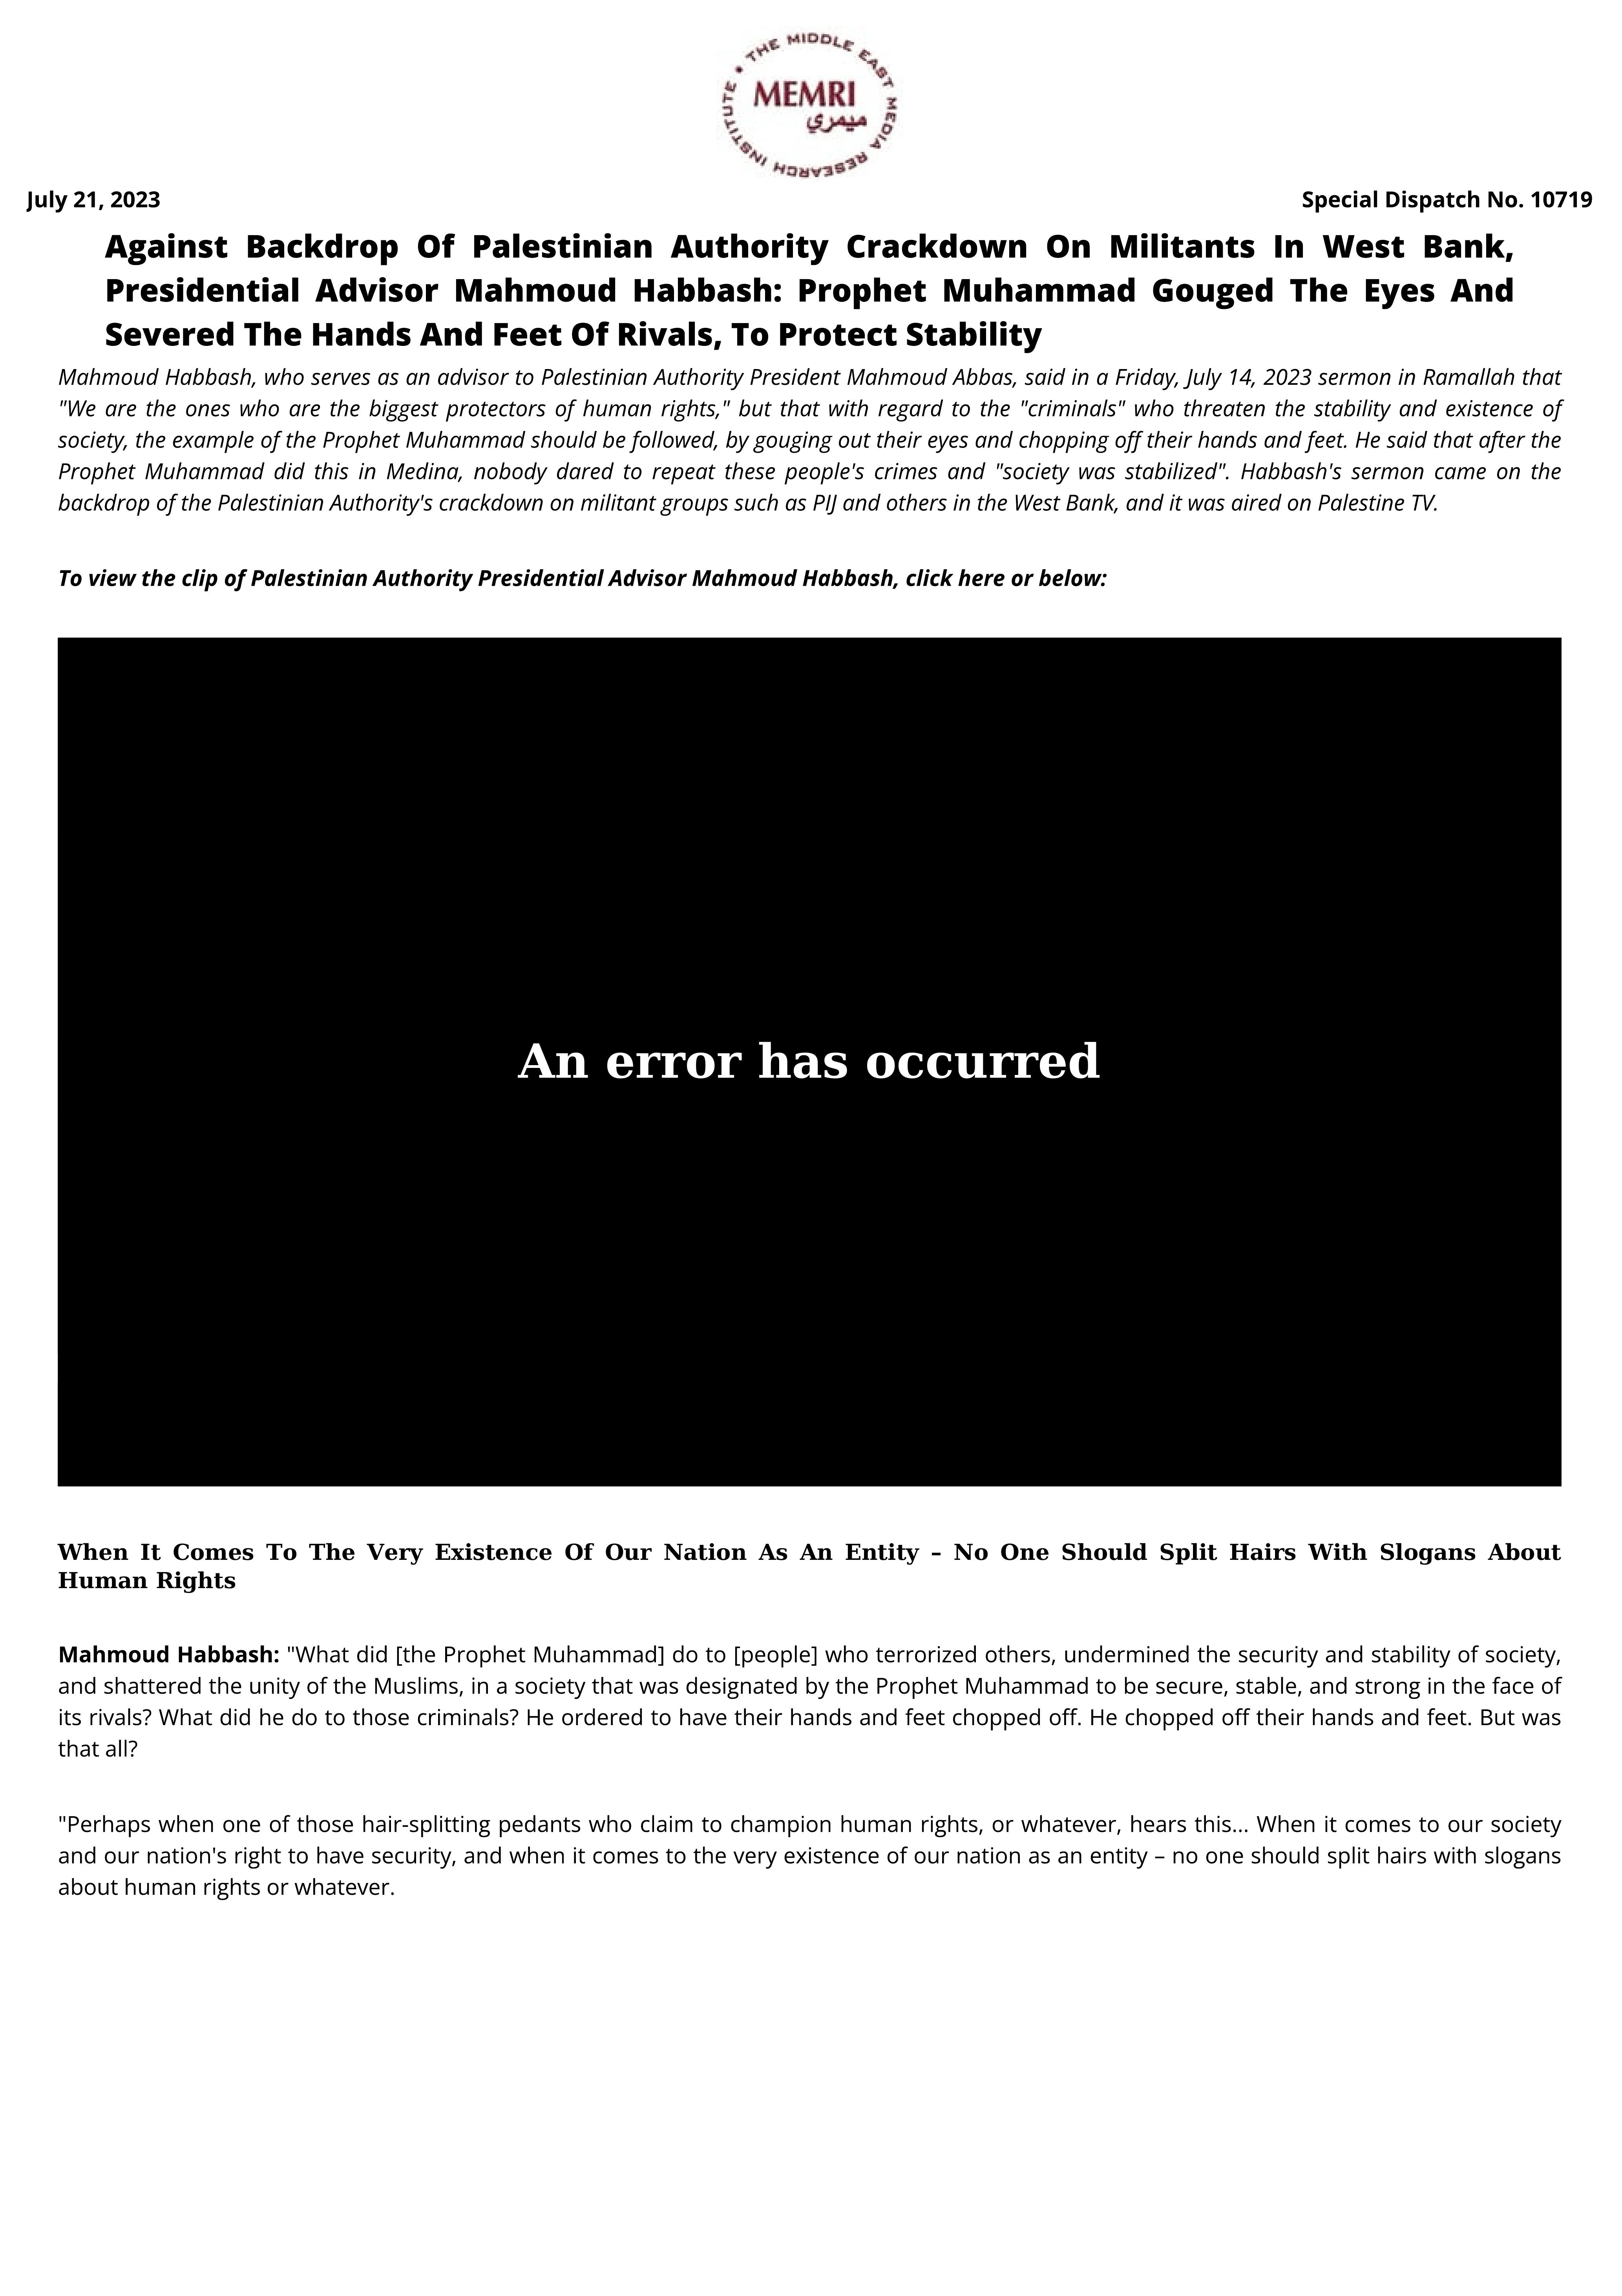 THE MIDDLE EAST MEDIA RESEARCH INSTITUTE •
MEMRI
ميمري
July 21, 2023
Special Dispatch No. 10719
Against Backdrop Of Palestinian Authority Crackdown On Militants In West Bank,
Presidential Advisor Mahmoud Habbash: Prophet Muhammad Gouged The Eyes And
Severed The Hands And Feet Of Rivals, To Protect Stability
Mahmoud Habbash, who serves as an advisor to Palestinian Authority President Mahmoud Abbas, said in a Friday, July 14, 2023 sermon in Ramallah that
"We are the ones who are the biggest protectors of human rights," but that with regard to the "criminals" who threaten the stability and existence of
society, the example of the Prophet Muhammad should be followed, by gouging out their eyes and chopping off their hands and feet. He said that after the
Prophet Muhammad did this in Medina, nobody dared to repeat these people's crimes and "society was stabilized". Habbash's sermon came on the
backdrop of the Palestinian Authority's crackdown on militant groups such as PIJ and others in the West Bank, and it was aired on Palestine TV.
To view the clip of Palestinian Authority Presidential Advisor Mahmoud Habbash, click here or below:
An error has occurred
When It Comes To The Very Existence Of Our Nation As An Entity – No One Should Split Hairs With Slogans About
Human Rights
Mahmoud Habbash: "What did [the Prophet Muhammad] do to [people] who terrorized others, undermined the security and stability of society,
and shattered the unity of the Muslims, in a society that was designated by the Prophet Muhammad to be secure, stable, and strong in the face of
its rivals? What did he do to those criminals? He ordered to have their hands and feet chopped off. He chopped off their hands and feet. But was
that all?
"Perhaps when one of those hair-splitting pedants who claim to champion human rights, or whatever, hears this... When it comes to our society
and our nation's right to have security, and when it comes to the very existence of our nation as an entity – no one should split hairs with slogans
about human rights or whatever.